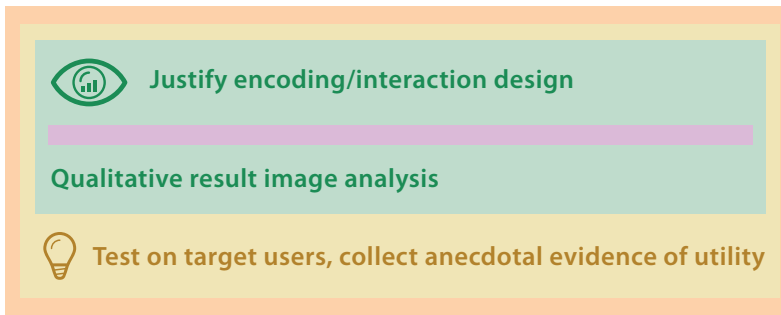 Justify encoding/interaction design
Qualitative result image analysis
Test on target users, collect anecdotal evidence of utility